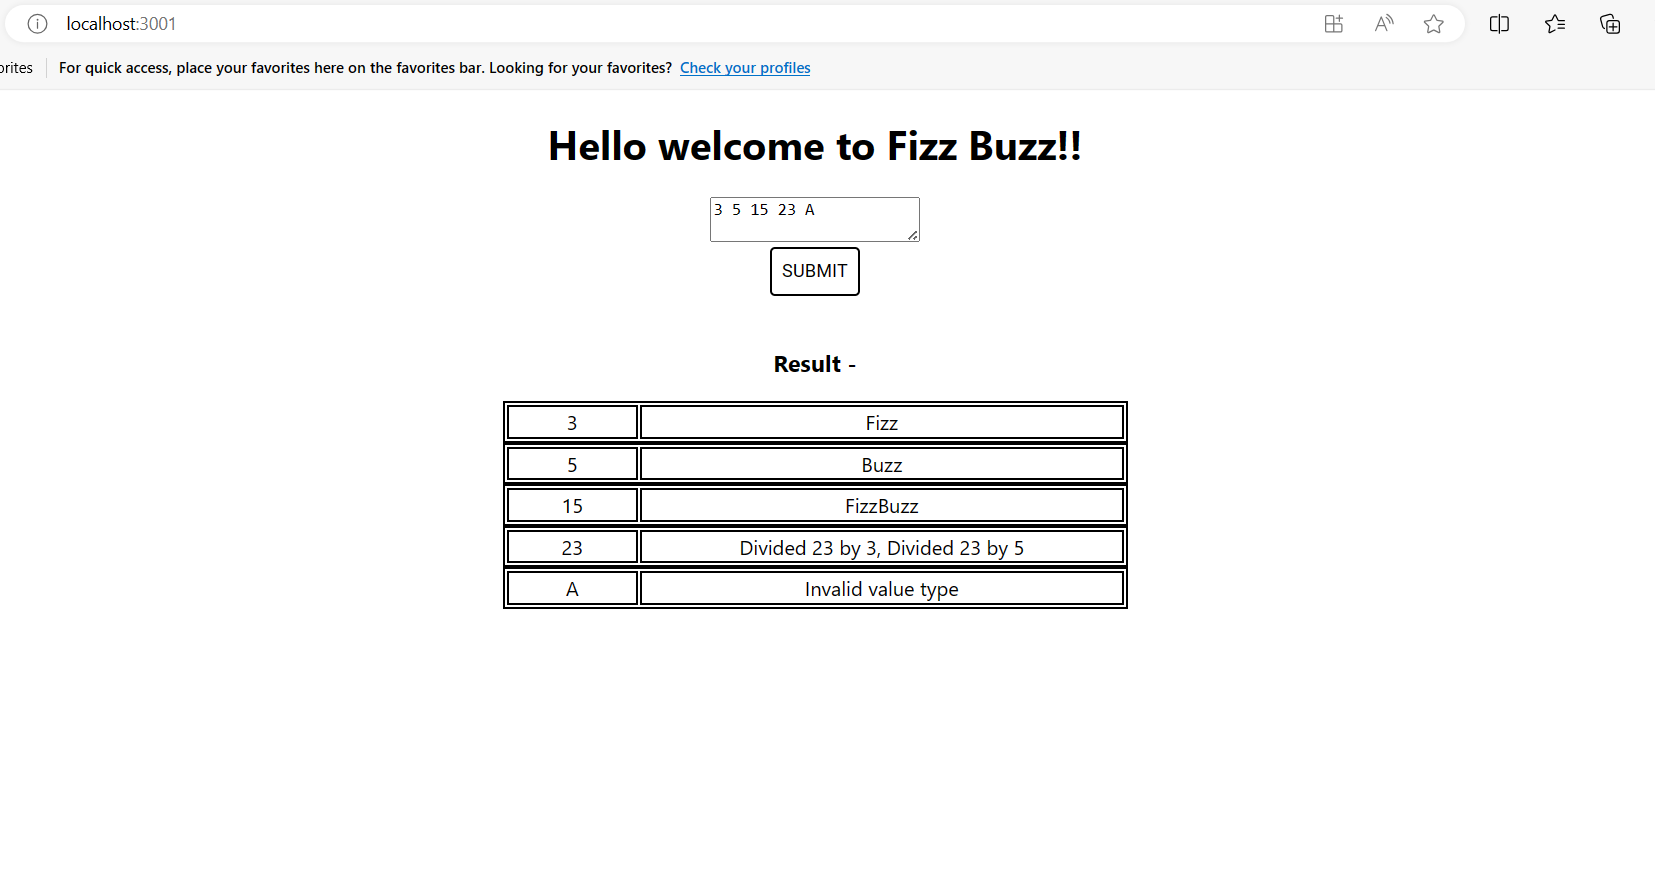 localhost:3001
orites For quick access, place your favorites here on the favorites bar. Looking for your favorites? Check your profiles
Hello welcome to Fizz Buzz!!
3 5 15 23 A
SUBMIT
Result -
3 Fizz
5 Buzz
15 FizzBuzz
23 Divided 23 by 3, Divided 23 by 5
A Invalid value type